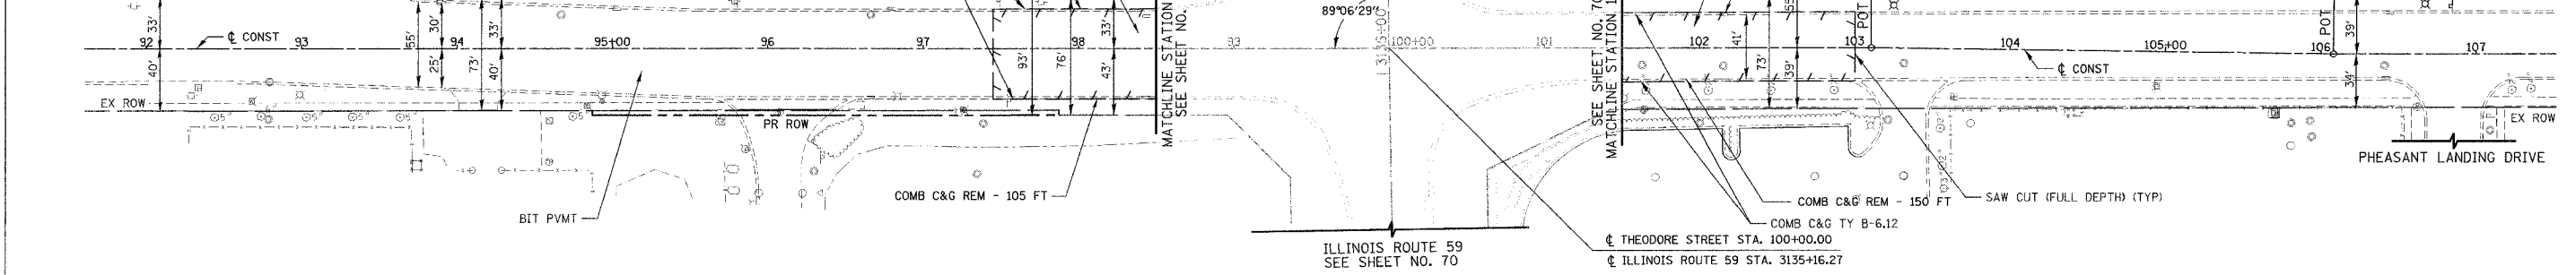 33'
40'
92
℄ CONST
93
55'
30'
25'
94
73'
33'
40'
95+00
96
97
98
93'
76'
33'
43'
MATCHLINE STATION
SEE SHEET NO.
99
89°06'29"
3135+00
100+00
101
SEE SHEET NO. 70
MATCHLINE STATION
102
41'
73'
55'
39'
103
POT
104
℄ CONST
105+00
106
POT
39'
34'
107
EX ROW
PR ROW
EX ROW
PHEASANT LANDING DRIVE
BIT PVMT
COMB C&G REM - 105 FT
COMB C&G REM - 150 FT
SAW CUT (FULL DEPTH) (TYP)
COMB C&G TY B-6.12
ILLINOIS ROUTE 59
SEE SHEET NO. 70
℄ THEODORE STREET STA. 100+00.00
℄ ILLINOIS ROUTE 59 STA. 3135+16.27